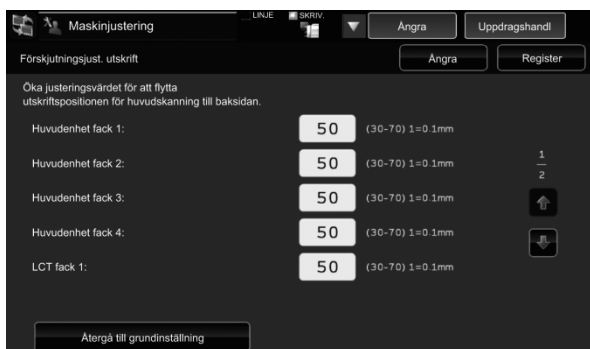 Maskinjustering
LINJE
SKRIV.
Ångra
Uppdragshandl
Förskjutningsjust. utskrift
Ångra
Register
Öka justeringsvärdet för att flytta
utskriftspositionen för huvudskanning till baksidan.
Huvudenhet fack 1: 50 (30-70) 1=0.1mm
Huvudenhet fack 2: 50 (30-70) 1=0.1mm
1
2
Huvudenhet fack 3: 50 (30-70) 1=0.1mm
Huvudenhet fack 4: 50 (30-70) 1=0.1mm
LCT fack 1: 50 (30-70) 1=0.1mm
Återgå till grundinställning